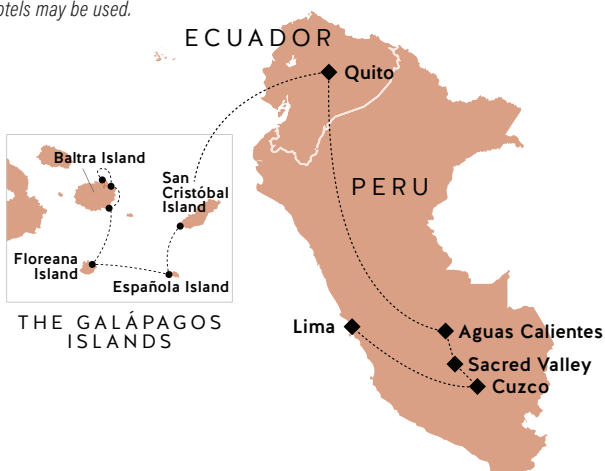 otels may be used.
ECUADOR
Quito
Baltra Island
San
Cristóbal
Island
PERU
Floreana
Island
Española Island
THE GALÁPAGOS
ISLANDS
Lima
Aguas Calientes
Sacred Valley
Cuzco